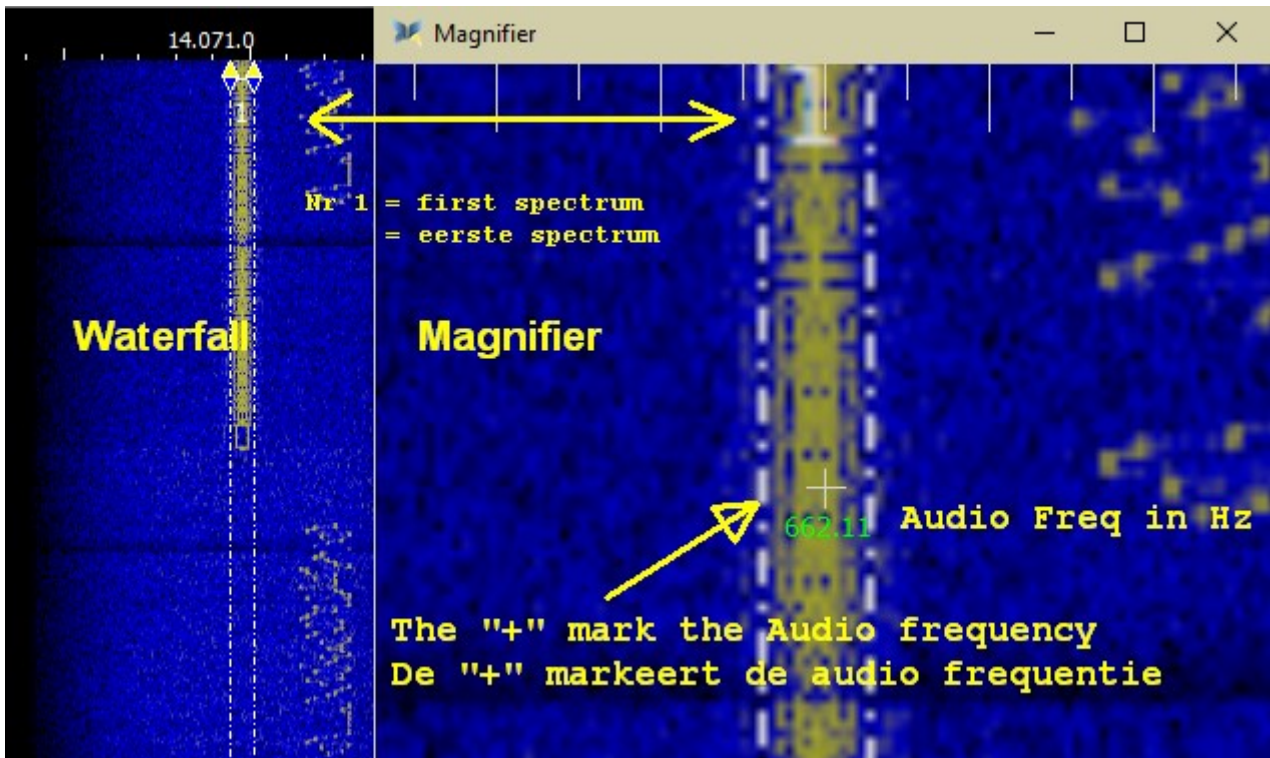 14.071.0
Magnifier
1
Nr 1 = first spectrum
= eerste spectrum
Waterfall
Magnifier
662.11
Audio Freq in Hz
The "+" mark the Audio frequency
De "+" markeert de audio frequentie